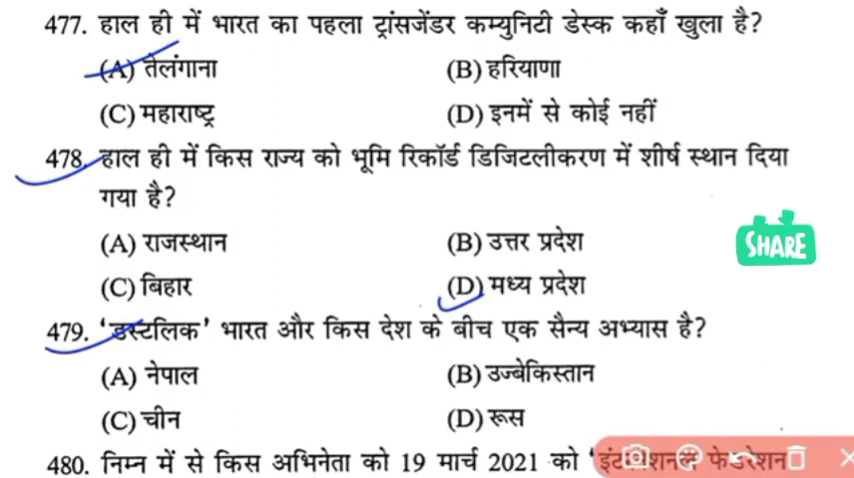 477. हाल ही में भारत का पहला ट्रांसजेंडर कम्युनिटी डेस्क कहाँ खुला है?
(A) तेलंगाना (B) हरियाणा
(C) महाराष्ट्र (D) इनमें से कोई नहीं
478. हाल ही में किस राज्य को भूमि रिकॉर्ड डिजिटलीकरण में शीर्ष स्थान दिया
गया है?
(A) राजस्थान (B) उत्तर प्रदेश
SHARE
(C) बिहार (D) मध्य प्रदेश
479. ‘डस्टलिक’ भारत और किस देश के बीच एक सैन्य अभ्यास है?
(A) नेपाल (B) उज्बेकिस्तान
(C) चीन (D) रूस
480. निम्न में से किस अभिनेता को 19 मार्च 2021 को ‘इंटरनेशनल फेडरेशन